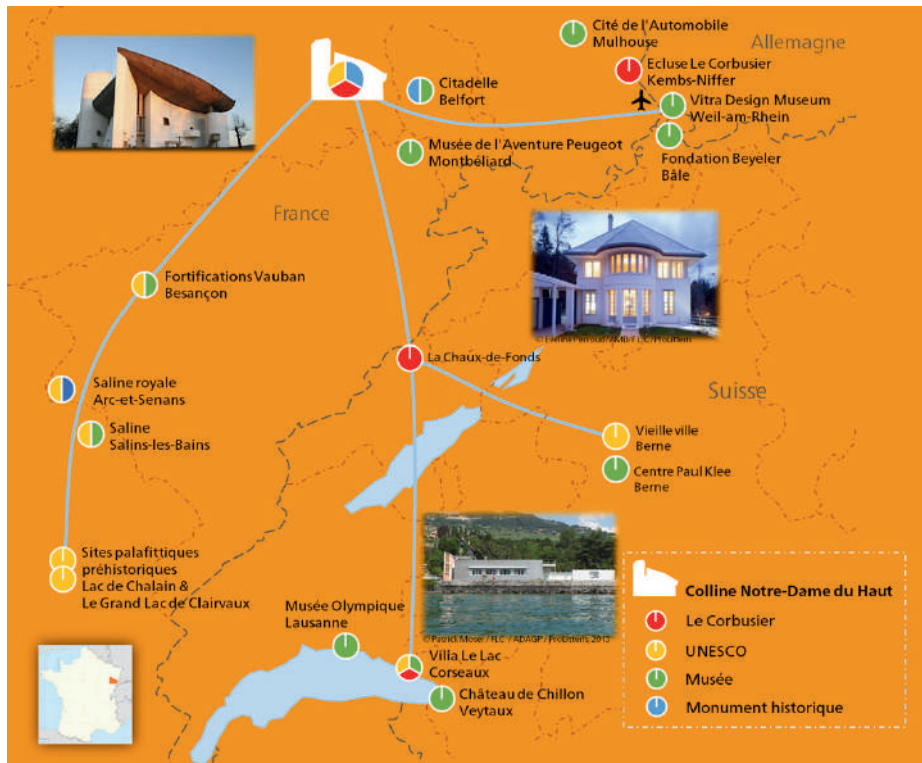 Cité de l'Automobile
Mulhouse
Allemagne
Ecluse Le Corbusier
Kembs-Niffer
Citadelle
Belfort
Vitra Design Museum
Weil-am-Rhein
Musée de l'Aventure Peugeot
Montbéliard
Fondation Beyeler
Bâle
France
Fortifications Vauban
Besançon
La Chaux-de-Fonds
Saline royale
Arc-et-Senans
Suisse
Saline
Salins-les-Bains
Vieille ville
Berne
Centre Paul Klee
Berne
Sites palafittiques
préhistoriques
Lac de Chalain &
Le Grand Lac de Clairvaux
Musée Olympique
Lausanne
© Patrick Moser / FLC / ADAGP / ProLitteris 2015
Villa Le Lac
Corseaux
Château de Chillon
Veytaux
Colline Notre-Dame du Haut
Le Corbusier
UNESCO
Musée
Monument historique